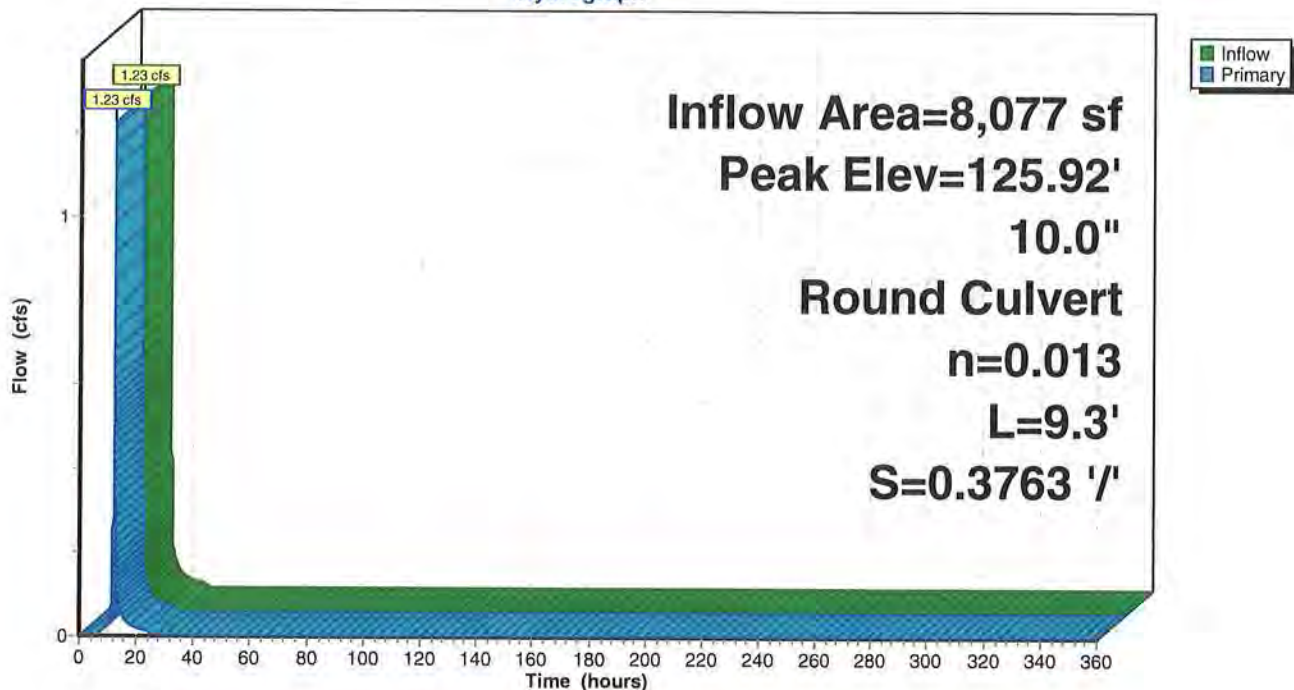 1.23 cfs
1.23 cfs
Inflow
Primary
Inflow Area=8,077 sf
Peak Elev=125.92'
10.0"
Round Culvert
n=0.013
L=9.3'
S=0.3763 '/'
Flow (cfs)
1
0
0 20 40 60 80 100 120 140 160 180 200 220 240 260 280 300 320 340 360
Time (hours)